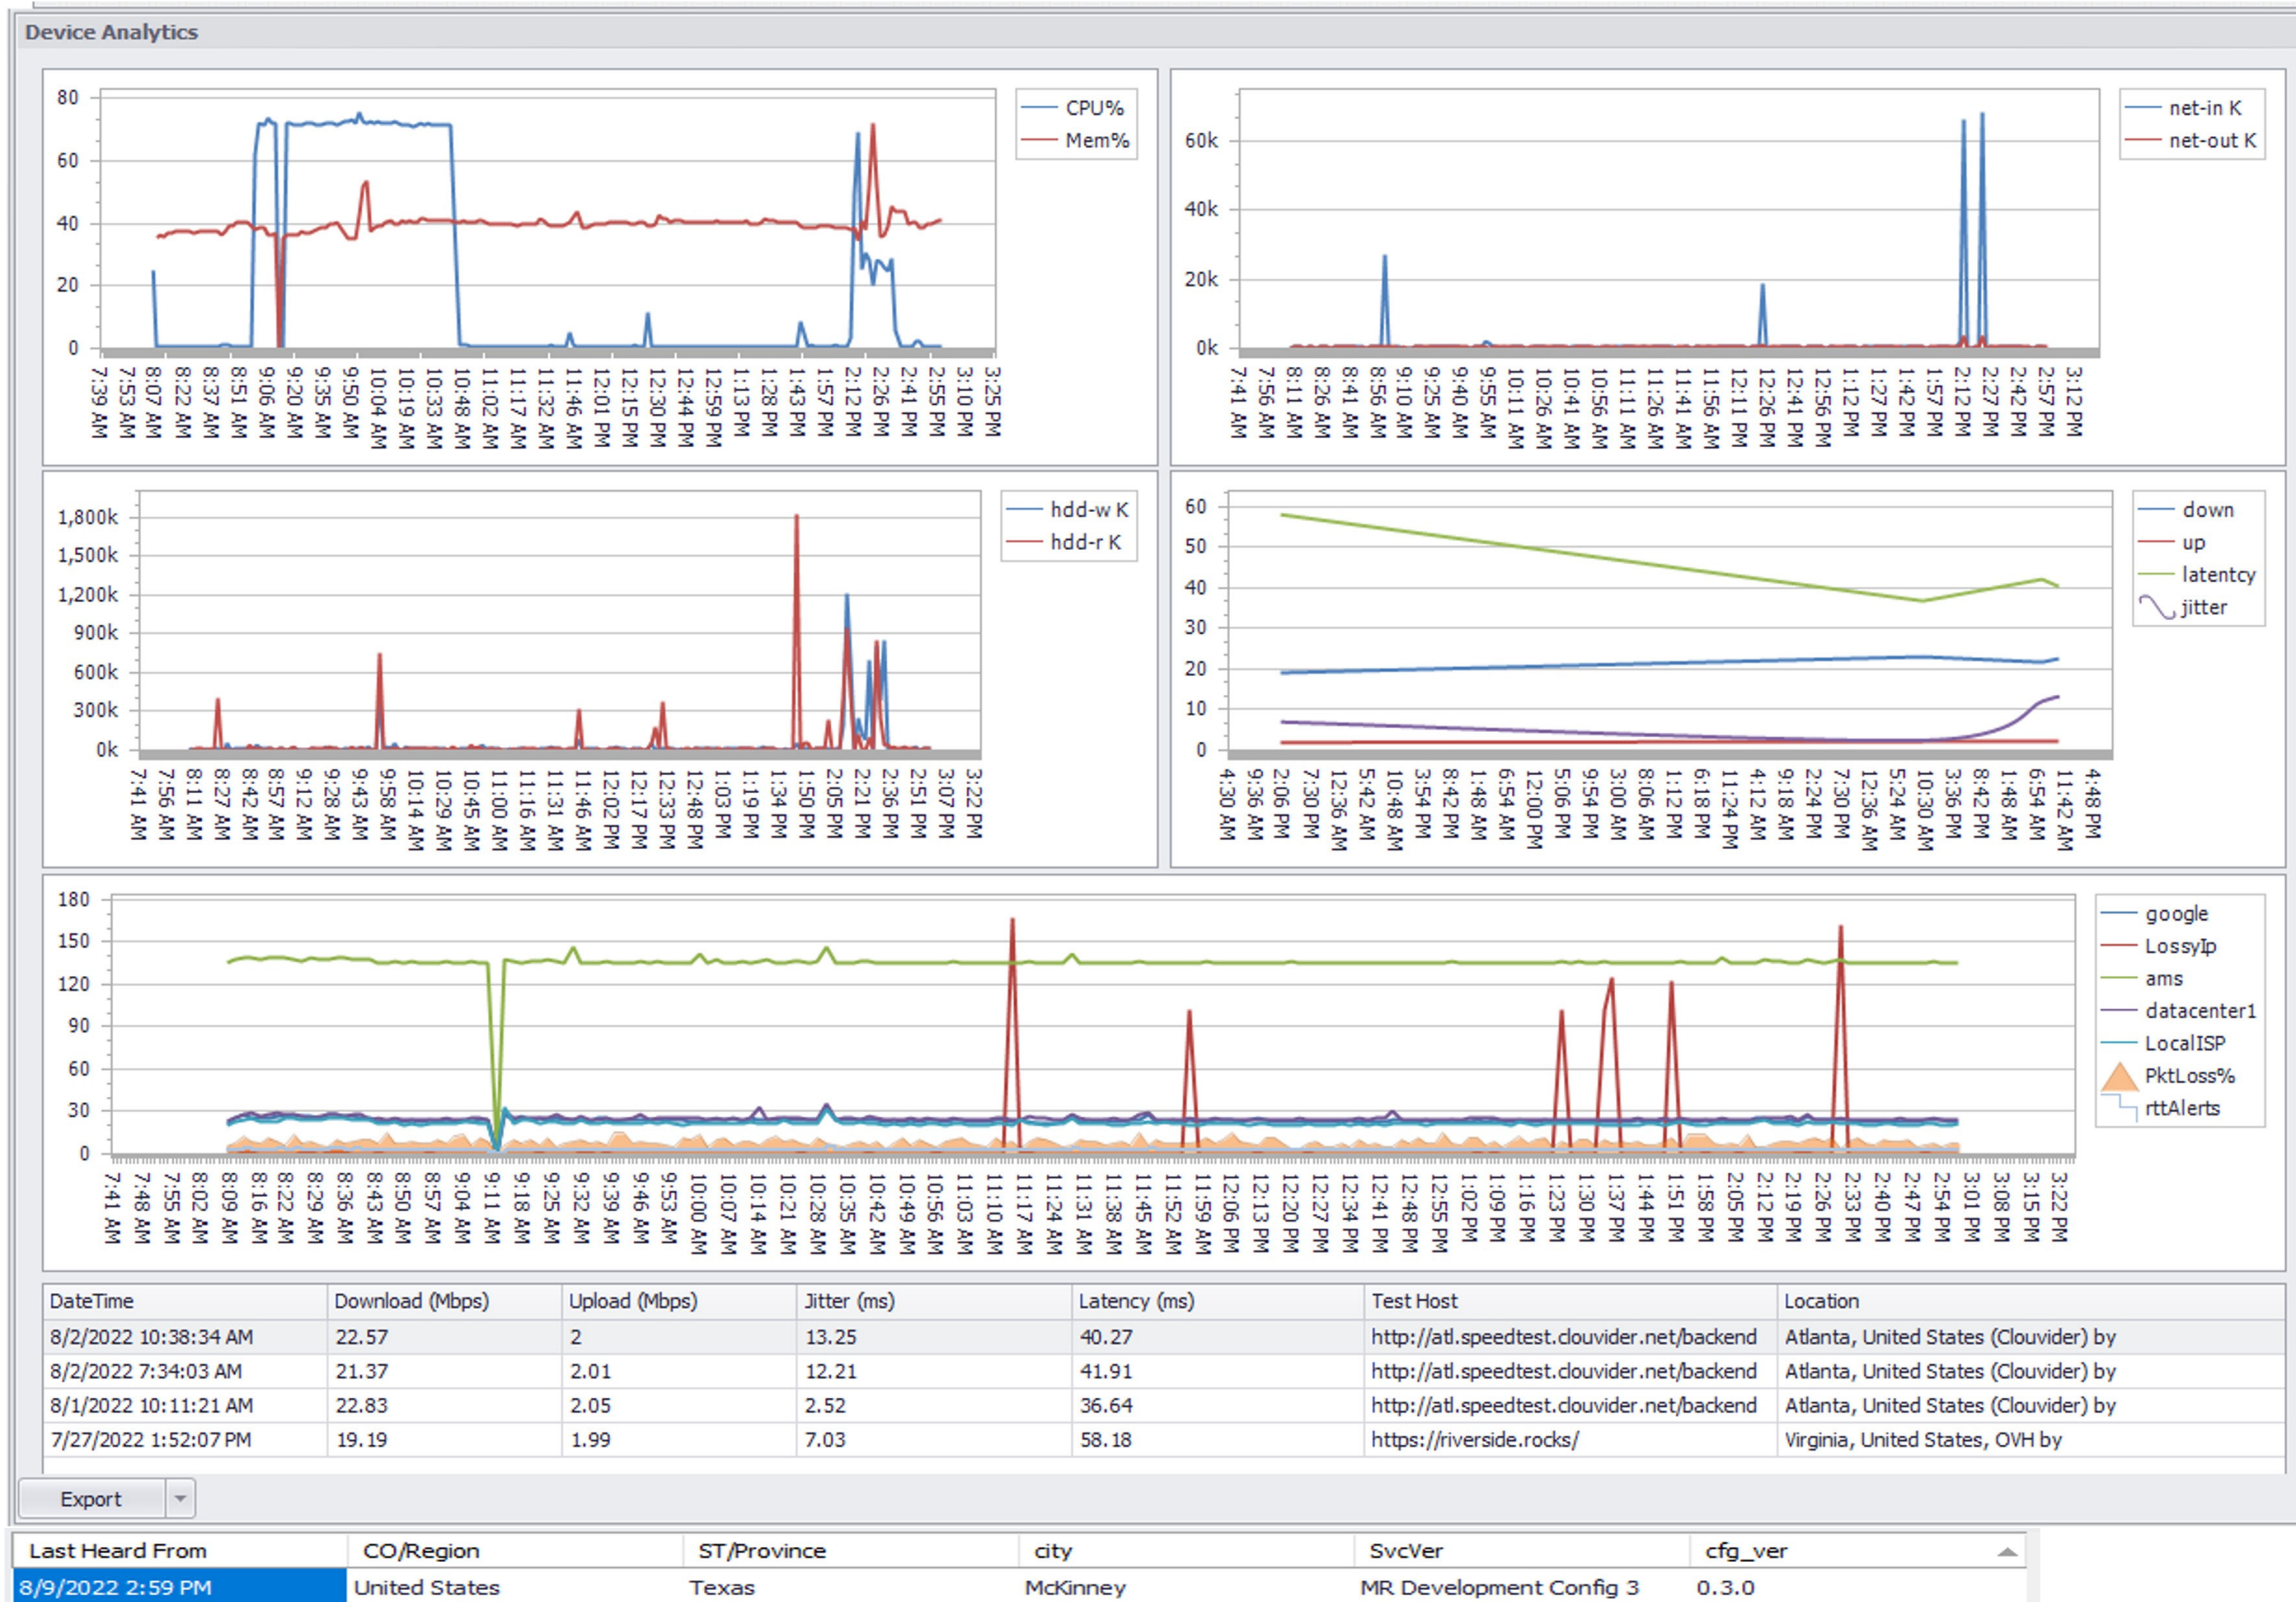 Device Analytics
80
60
40
20
0
7:39 AM 7:53 AM 8:07 AM 8:22 AM 8:37 AM 8:51 AM 9:06 AM 9:20 AM 9:35 AM 9:50 AM 10:04 AM 10:19 AM 10:33 AM 10:48 AM 11:02 AM 11:17 AM 11:32 AM 11:46 AM 12:01 PM 12:15 PM 12:30 PM 12:44 PM 12:59 PM 1:13 PM 1:28 PM 1:43 PM 1:57 PM 2:12 PM 2:26 PM 2:41 PM 2:55 PM 3:10 PM 3:25 PM
CPU%
Mem%
60k
40k
20k
0k
7:41 AM 7:56 AM 8:11 AM 8:26 AM 8:41 AM 8:56 AM 9:10 AM 9:25 AM 9:40 AM 9:55 AM 10:11 AM 10:26 AM 10:41 AM 10:56 AM 11:11 AM 11:26 AM 11:41 AM 11:56 AM 12:11 PM 12:26 PM 12:41 PM 12:56 PM 1:12 PM 1:27 PM 1:42 PM 1:57 PM 2:12 PM 2:27 PM 2:42 PM 2:57 PM 3:12 PM
net-in K
net-out K
1,800k
1,500k
1,200k
900k
600k
300k
0k
7:41 AM 7:56 AM 8:11 AM 8:27 AM 8:42 AM 8:57 AM 9:12 AM 9:28 AM 9:43 AM 9:58 AM 10:14 AM 10:29 AM 10:45 AM 11:00 AM 11:16 AM 11:31 AM 11:46 AM 12:02 PM 12:17 PM 12:33 PM 12:48 PM 1:03 PM 1:19 PM 1:34 PM 1:50 PM 2:05 PM 2:21 PM 2:36 PM 2:51 PM 3:07 PM 3:22 PM
hdd-w K
hdd-r K
60
50
40
30
20
10
0
4:30 AM 9:36 AM 2:06 PM 7:30 PM 12:36 AM 5:42 AM 10:48 AM 3:54 PM 8:42 PM 1:48 AM 6:54 AM 12:00 PM 5:06 PM 9:54 PM 3:00 AM 8:06 AM 1:12 PM 6:18 PM 11:24 PM 4:12 AM 9:18 AM 2:24 PM 7:30 PM 12:36 AM 5:24 AM 10:30 AM 3:36 PM 8:42 PM 1:48 AM 6:54 AM 11:42 AM 4:48 PM
down
up
latentcy
jitter
180
150
120
90
60
30
0
7:41 AM 7:48 AM 7:55 AM 8:02 AM 8:09 AM 8:16 AM 8:22 AM 8:29 AM 8:36 AM 8:43 AM 8:50 AM 8:57 AM 9:04 AM 9:11 AM 9:18 AM 9:25 AM 9:32 AM 9:39 AM 9:46 AM 9:53 AM 10:00 AM 10:07 AM 10:14 AM 10:21 AM 10:28 AM 10:35 AM 10:42 AM 10:49 AM 10:56 AM 11:03 AM 11:10 AM 11:17 AM 11:24 AM 11:31 AM 11:38 AM 11:45 AM 11:52 AM 11:59 AM 12:06 PM 12:13 PM 12:20 PM 12:27 PM 12:34 PM 12:41 PM 12:48 PM 12:55 PM 1:02 PM 1:09 PM 1:16 PM 1:23 PM 1:30 PM 1:37 PM 1:44 PM 1:51 PM 1:58 PM 2:05 PM 2:12 PM 2:19 PM 2:26 PM 2:33 PM 2:40 PM 2:47 PM 2:54 PM 3:01 PM 3:08 PM 3:15 PM 3:22 PM
google
LossyIp
ams
datacenter1
LocalISP
PktLoss%
rttAlerts
DateTime Download (Mbps) Upload (Mbps) Jitter (ms) Latency (ms) Test Host Location
8/2/2022 10:38:34 AM 22.57 2 13.25 40.27 http://atl.speedtest.clouvider.net/backend Atlanta, United States (Clouvider) by
8/2/2022 7:34:03 AM 21.37 2.01 12.21 41.91 http://atl.speedtest.clouvider.net/backend Atlanta, United States (Clouvider) by
8/1/2022 10:11:21 AM 22.83 2.05 2.52 36.64 http://atl.speedtest.clouvider.net/backend Atlanta, United States (Clouvider) by
7/27/2022 1:52:07 PM 19.19 1.99 7.03 58.18 https://riverside.rocks/ Virginia, United States, OVH by
Export
Last Heard From CO/Region ST/Province city SvcVer cfg_ver
8/9/2022 2:59 PM United States Texas McKinney MR Development Config 3 0.3.0